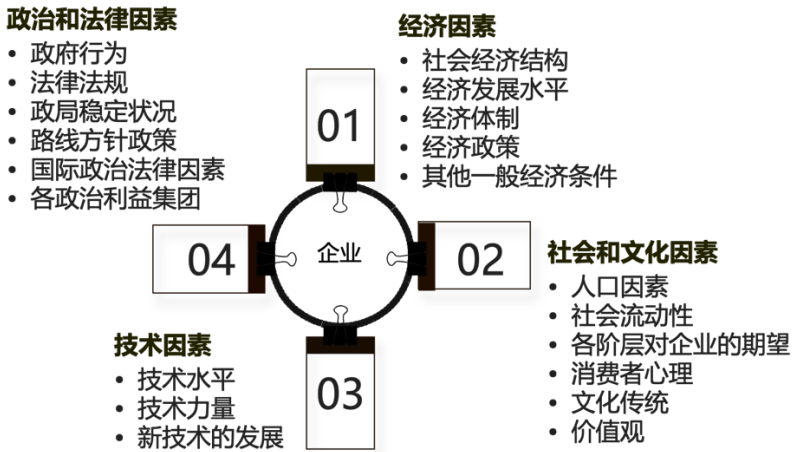 政治和法律因素
• 政府行为
• 法律法规
• 政局稳定状况
• 路线方针政策
• 国际政治法律因素
• 各政治利益集团
经济因素
• 社会经济结构
• 经济发展水平
• 经济体制
• 经济政策
• 其他一般经济条件
01
04
企业
02
社会和文化因素
• 人口因素
• 社会流动性
• 各阶层对企业的期望
• 消费者心理
• 文化传统
• 价值观
技术因素
• 技术水平
• 技术力量
• 新技术的发展
03